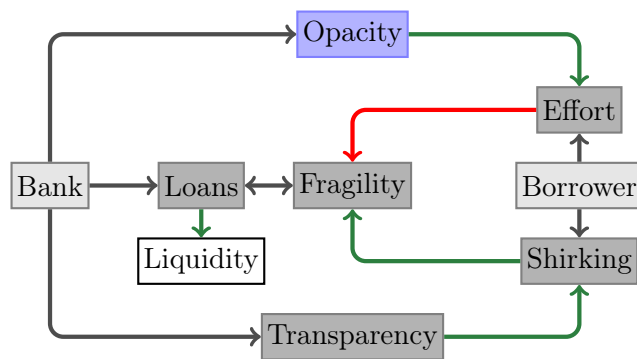 Opacity
Effort
Bank
Loans
Fragility
Borrower
Liquidity
Shirking
Transparency